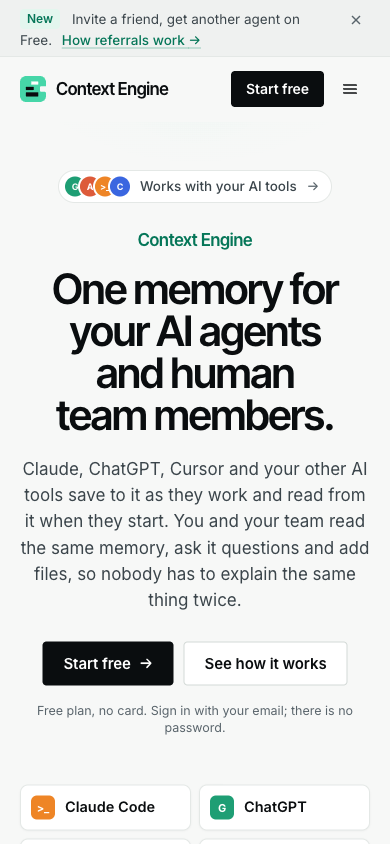 New Invite a friend, get another agent on
Free. How referrals work →
Context Engine
Start free
G A >_ C Works with your AI tools →
Context Engine
One memory for
your AI agents
and human
team members.
Claude, ChatGPT, Cursor and your other AI
tools save to it as they work and read from
it when they start. You and your team read
the same memory, ask it questions and add
files, so nobody has to explain the same
thing twice.
Start free →
See how it works
Free plan, no card. Sign in with your email; there is no
password.
>_ Claude Code
G ChatGPT